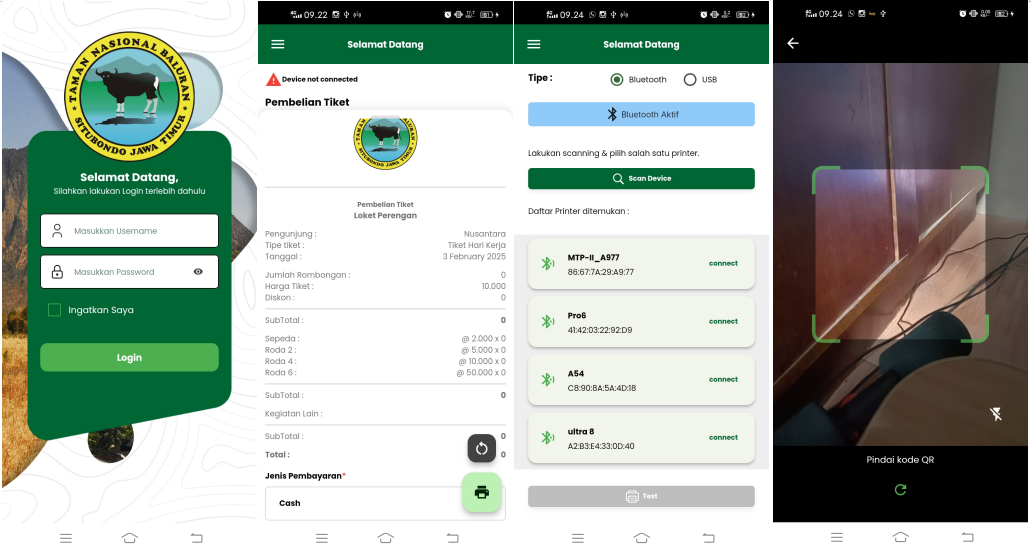 TAMAN NASIONAL BALURAN
SITUBONDO JAWA TIMUR
Selamat Datang,
Silahkan lakukan Login terlebih dahulu
Masukkan Username
Masukkan Password
Ingatkan Saya
Login
09.22
Selamat Datang
Device not connected
Pembelian Tiket
SITUBONDO JAWA TIMUR
Pembelian Tiket
Loket Perengan
Pengunjung : Nusantara
Tipe tiket : Tiket Hari Kerja
Tanggal : 3 February 2025
Jumlah Rombongan : 0
Harga Tiket : 10.000
Diskon : 0
SubTotal : 0
Sepeda : @ 2.000 x 0
Roda 2 : @ 5.000 x 0
Roda 4 : @ 10.000 x 0
Roda 6 : @ 50.000 x 0
SubTotal : 0
Kegiatan Lain :
SubTotal : 0
Total : 0
Jenis Pembayaran*
Cash
09.24
Selamat Datang
Tipe : Bluetooth USB
Bluetooth Aktif
Lakukan scanning & pilih salah satu printer.
Scan Device
Daftar Printer ditemukan :
MTP-II_A977
86:67:7A:29:A9:77
connect
Pro6
41:42:03:22:92:D9
connect
A54
C8:90:8A:5A:4D:18
connect
ultra 8
A2:B3:E4:33:0D:40
connect
Test
09.24
Pindai kode QR